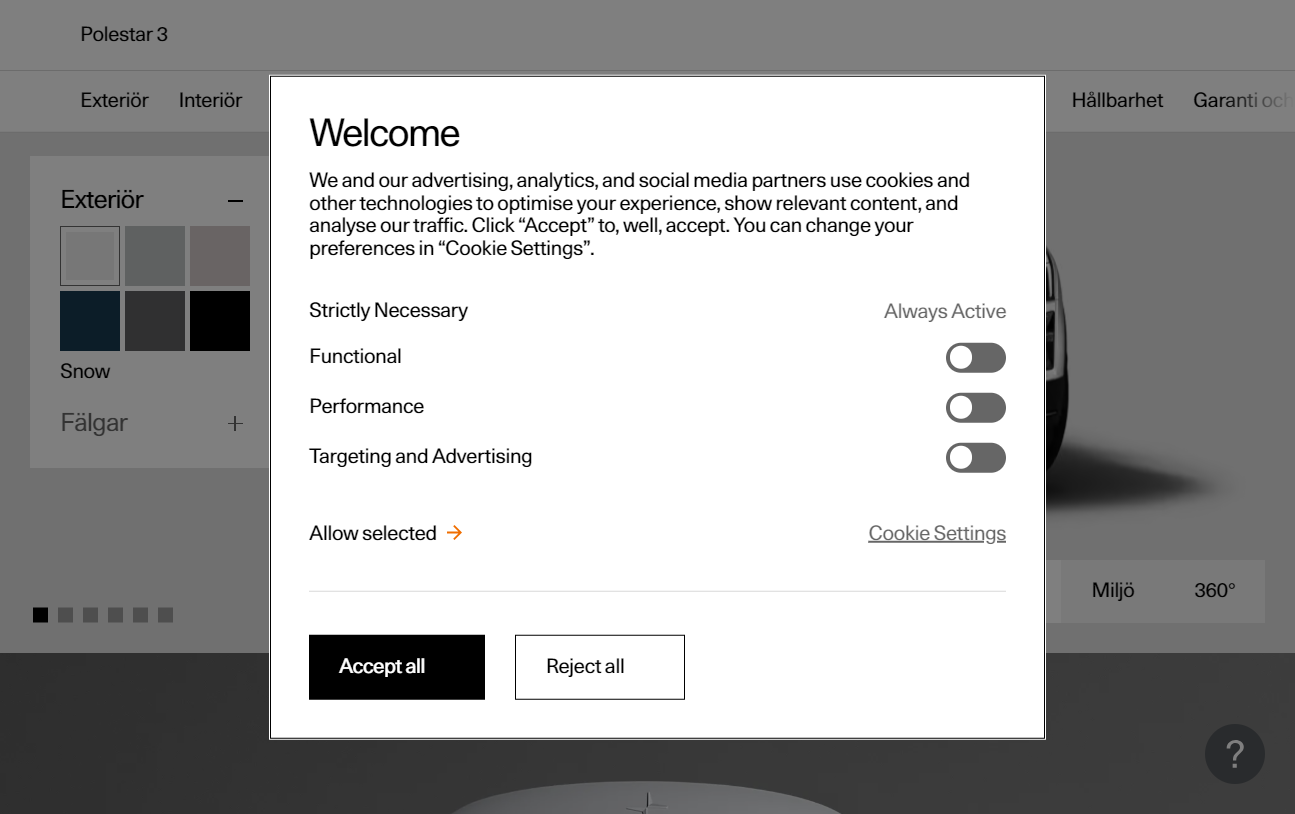 Polestar 3
Exteriör Interiör Hållbarhet Garanti och
Welcome
We and our advertising, analytics, and social media partners use cookies and
other technologies to optimise your experience, show relevant content, and
analyse our traffic. Click “Accept” to, well, accept. You can change your
preferences in “Cookie Settings”.
Exteriör
Snow
Fälgar
Strictly Necessary Always Active
Functional
Performance
Targeting and Advertising
Allow selected Cookie Settings
Miljö 360°
Accept all Reject all
?